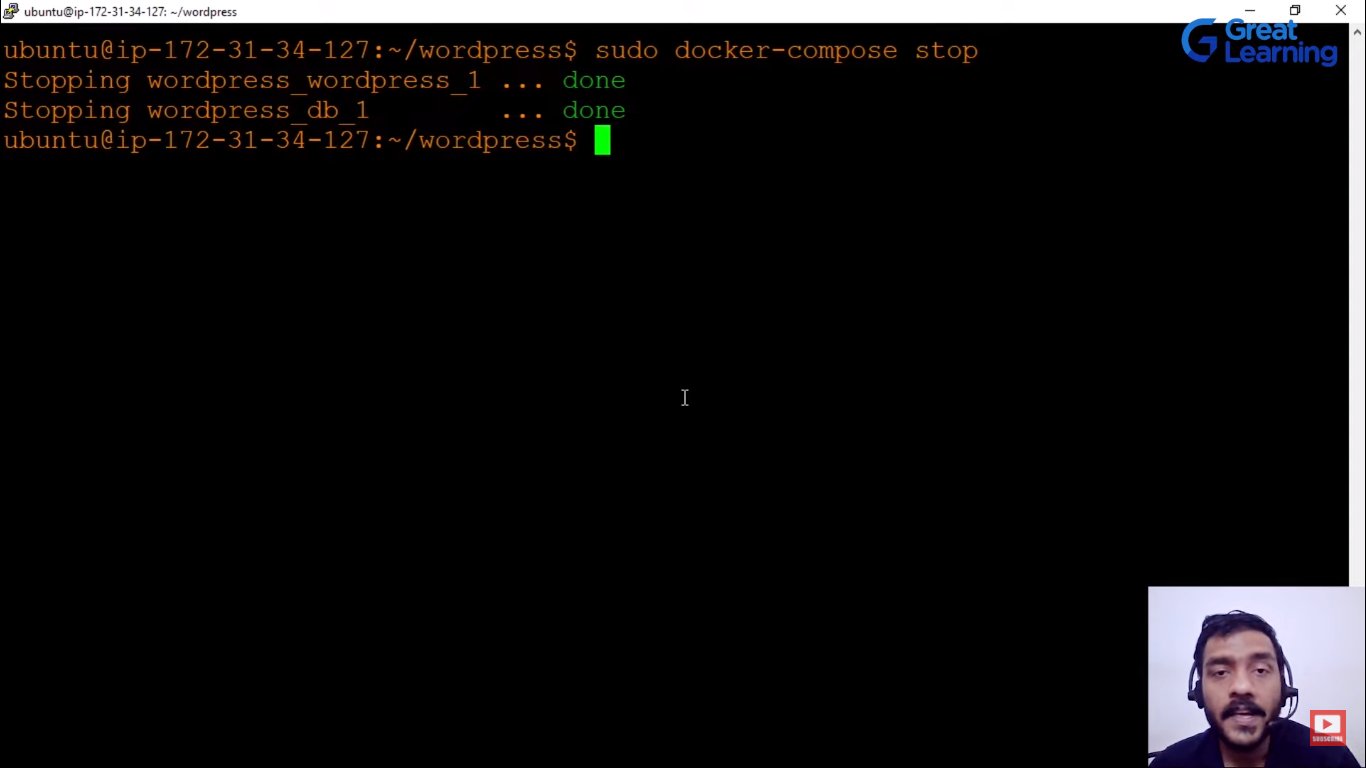 ubuntu@ip-172-31-34-127: ~/wordpress
Great
Learning
ubuntu@ip-172-31-34-127:~/wordpress$ sudo docker-compose stop
Stopping wordpress_wordpress_1 ... done
Stopping wordpress_db_1 ... done
ubuntu@ip-172-31-34-127:~/wordpress$
SUBSCRIBE